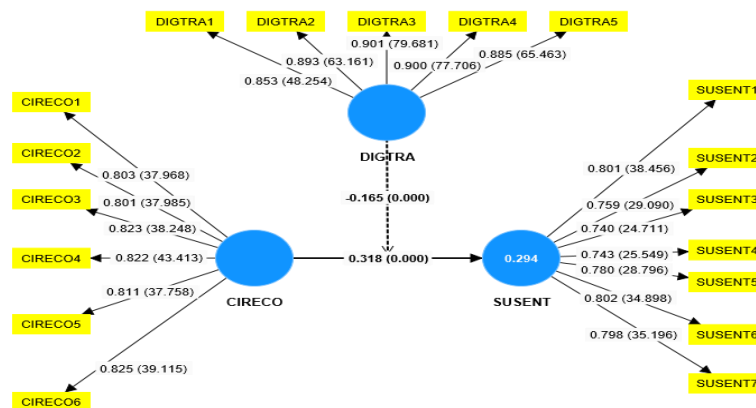 DIGTRA1
DIGTRA2
DIGTRA3
DIGTRA4
DIGTRA5
0.853 (48.254)
0.893 (63.161)
0.901 (79.681)
0.900 (77.706)
0.885 (65.463)
DIGTRA
-0.165 (0.000)
CIRECO1
CIRECO2
CIRECO3
CIRECO4
CIRECO5
CIRECO6
0.803 (37.968)
0.801 (37.985)
0.823 (38.248)
0.822 (43.413)
0.811 (37.758)
0.825 (39.115)
CIRECO
0.318 (0.000)
0.294
SUSENT
0.801 (38.456)
0.759 (29.090)
0.740 (24.711)
0.743 (25.549)
0.780 (28.796)
0.802 (34.898)
0.798 (35.196)
SUSENT1
SUSENT2
SUSENT3
SUSENT4
SUSENT5
SUSENT6
SUSENT7